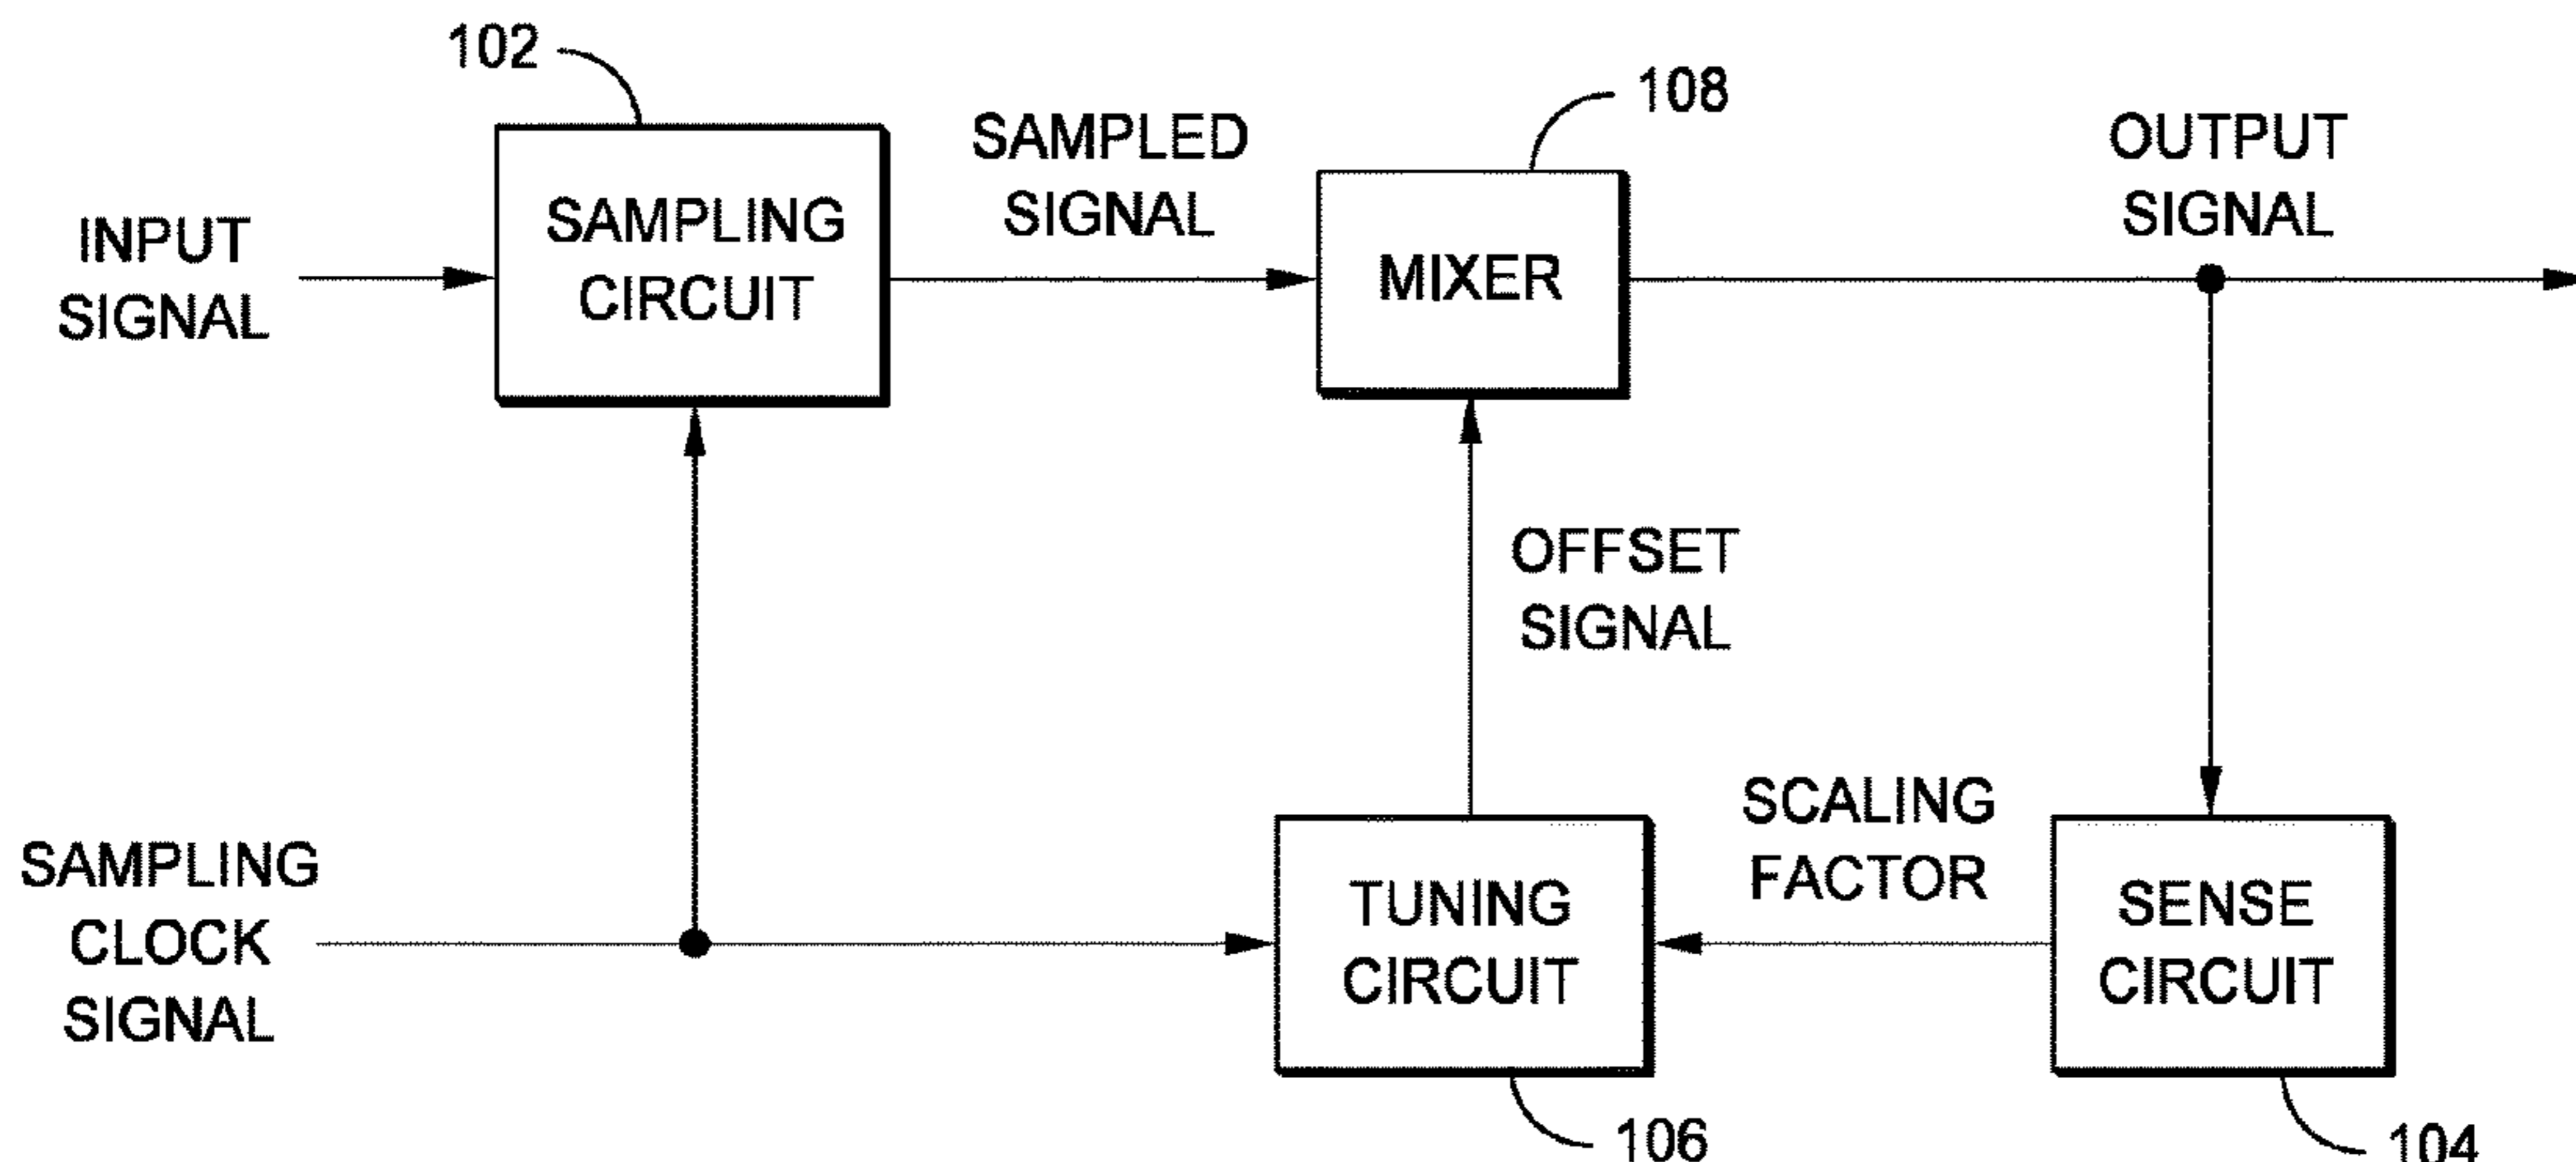 102
108
SAMPLED
SIGNAL
OUTPUT
SIGNAL
INPUT
SIGNAL
SAMPLING
CIRCUIT
MIXER
OFFSET
SIGNAL
SAMPLING
CLOCK
SIGNAL
TUNING
CIRCUIT
SCALING
FACTOR
SENSE
CIRCUIT
106
104